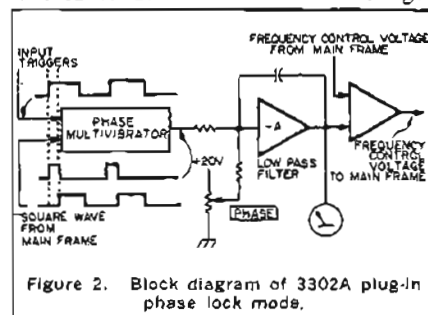 FREQUENCY CONTROL VOLTAGE
FROM MAIN FRAME
INPUT
TRIGGERS
PHASE
MULTIVIBRATOR
+20V
-A
LOW PASS
FILTER
PHASE
FREQUENCY
CONTROL
VOLTAGE
TO MAIN FRAME
SQUARE WAVE
FROM
MAIN FRAME
Figure 2. Block diagram of 3302A plug-in
phase lock mode.